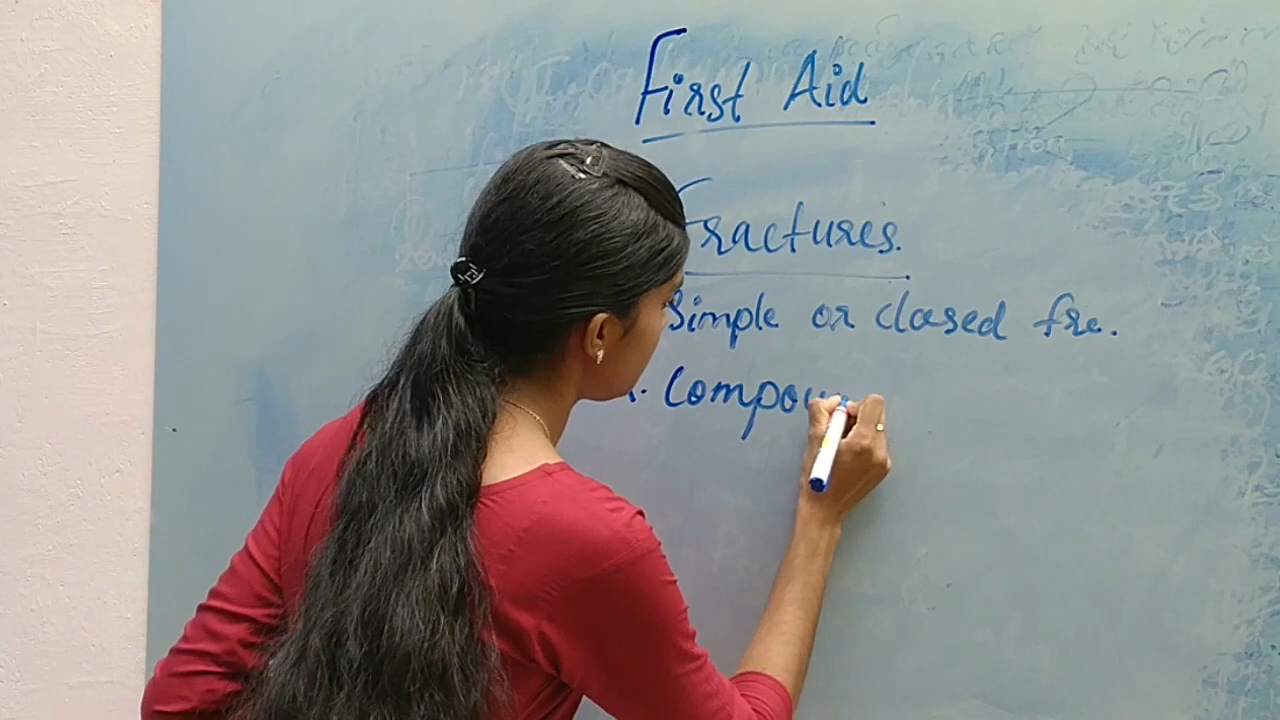 First Aid
Fractures.
Simple or closed fre.
Compou